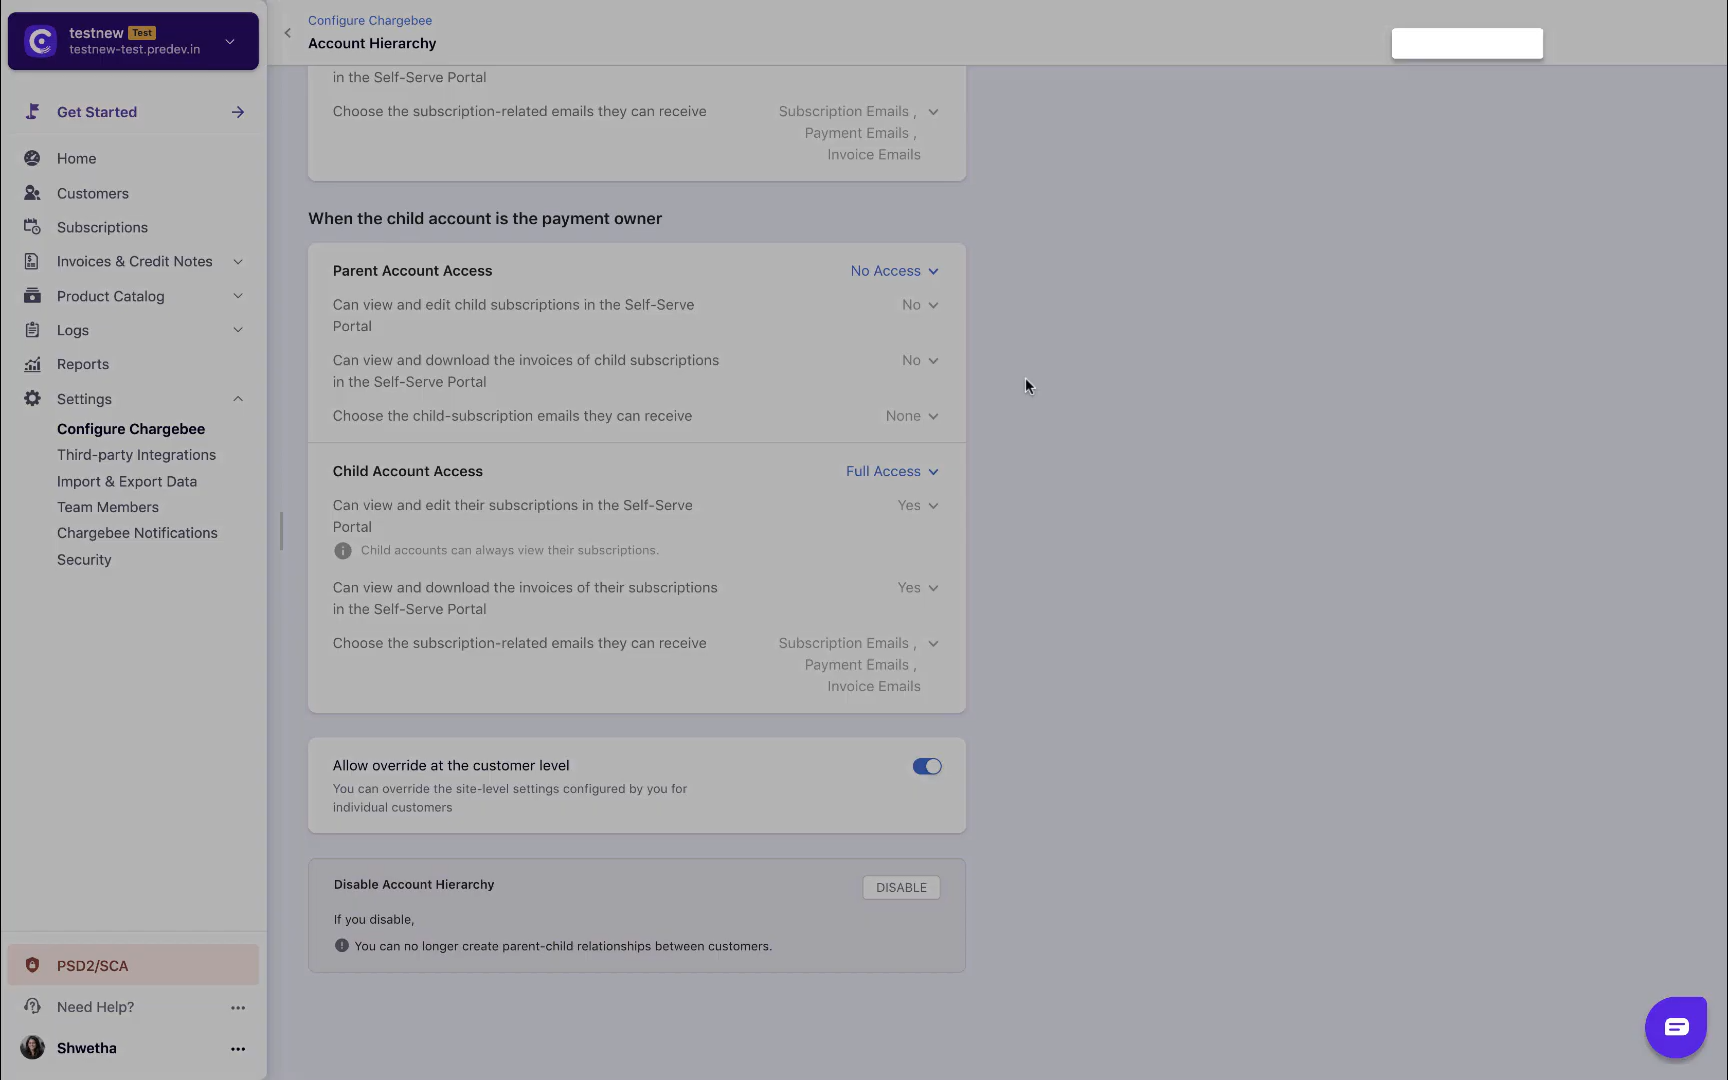 testnew Test
testnew-test.predev.in
Get Started
Home
Customers
Subscriptions
Invoices & Credit Notes
Product Catalog
Logs
Reports
Settings
Configure Chargebee
Third-party Integrations
Import & Export Data
Team Members
Chargebee Notifications
Security
PSD2/SCA
Need Help?
Shwetha
Configure Chargebee
Account Hierarchy
in the Self-Serve Portal
Choose the subscription-related emails they can receive
Subscription Emails ,
Payment Emails ,
Invoice Emails
When the child account is the payment owner
Parent Account Access
No Access
Can view and edit child subscriptions in the Self-Serve
Portal
No
Can view and download the invoices of child subscriptions
in the Self-Serve Portal
No
Choose the child-subscription emails they can receive
None
Child Account Access
Full Access
Can view and edit their subscriptions in the Self-Serve
Portal
Yes
Child accounts can always view their subscriptions.
Can view and download the invoices of their subscriptions
in the Self-Serve Portal
Yes
Choose the subscription-related emails they can receive
Subscription Emails ,
Payment Emails ,
Invoice Emails
Allow override at the customer level
You can override the site-level settings configured by you for
individual customers
Disable Account Hierarchy
DISABLE
If you disable,
You can no longer create parent-child relationships between customers.